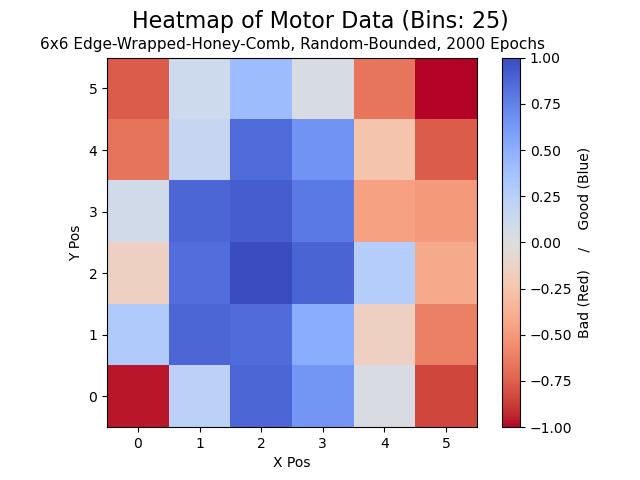 Heatmap of Motor Data (Bins: 25)
6x6 Edge-Wrapped-Honey-Comb, Random-Bounded, 2000 Epochs
5
4
3
2
1
0
Y Pos
0 1 2 3 4 5
X Pos
1.00
0.75
0.50
0.25
0.00
−0.25
−0.50
−0.75
−1.00
Bad (Red) / Good (Blue)